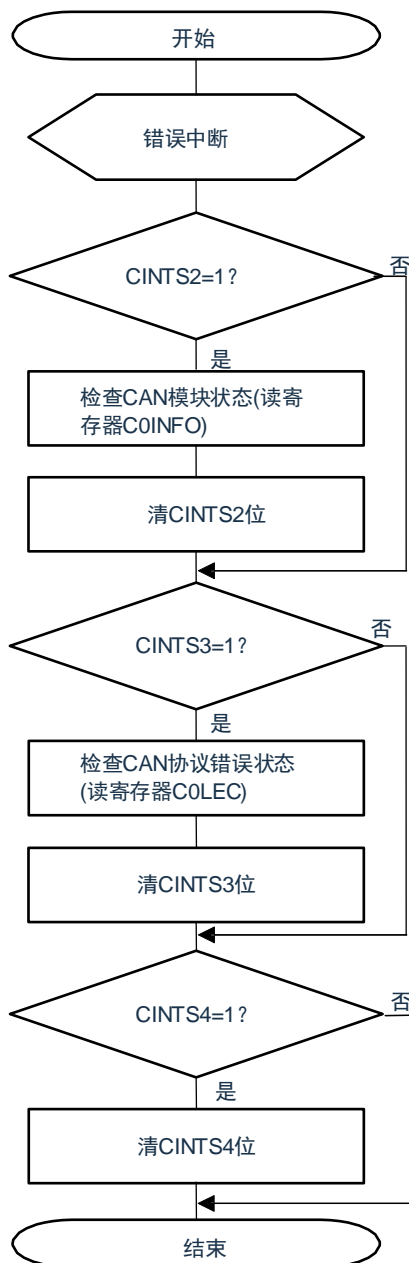 开始
错误中断
CINTS2=1?
否
是
检查CAN模块状态(读寄
存器C0INFO)
清CINTS2位
CINTS3=1?
否
是
检查CAN协议错误状态
(读寄存器C0LEC)
清CINTS3位
CINTS4=1?
否
是
清CINTS4位
结束